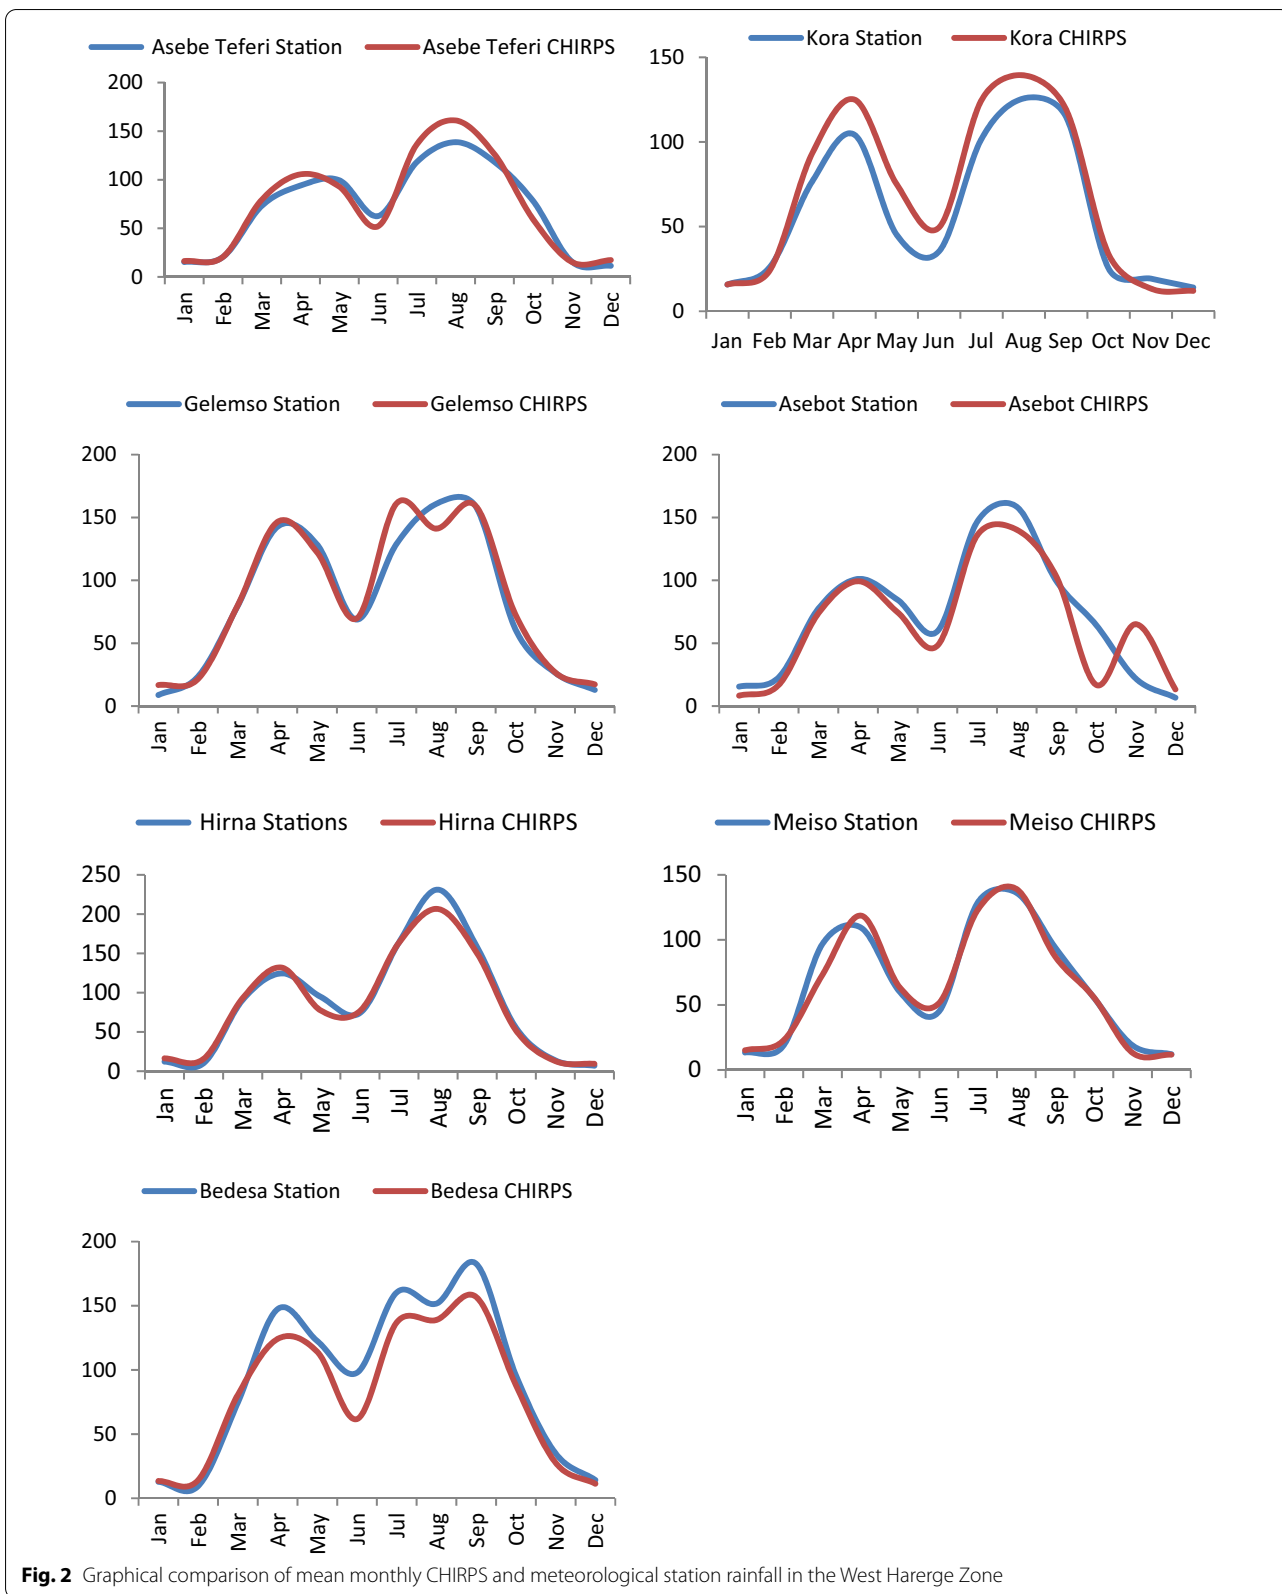 Asebe Teferi Station Asebe Teferi CHIRPS
200
150
100
50
0
Jan Feb Mar Apr May Jun Jul Aug Sep Oct Nov Dec
Kora Station Kora CHIRPS
150
100
50
0
Jan Feb Mar Apr May Jun Jul Aug Sep Oct Nov Dec
Gelemso Station Gelemso CHIRPS
200
150
100
50
0
Jan Feb Mar Apr May Jun Jul Aug Sep Oct Nov Dec
Asebot Station Asebot CHIRPS
200
150
100
50
0
Jan Feb Mar Apr May Jun Jul Aug Sep Oct Nov Dec
Hirna Stations Hirna CHIRPS
250
200
150
100
50
0
Jan Feb Mar Apr May Jun Jul Aug Sep Oct Nov Dec
Meiso Station Meiso CHIRPS
150
100
50
0
Jan Feb Mar Apr May Jun Jul Aug Sep Oct Nov Dec
Bedesa Station Bedesa CHIRPS
200
150
100
50
0
Jan Feb Mar Apr May Jun Jul Aug Sep Oct Nov Dec
Fig. 2 Graphical comparison of mean monthly CHIRPS and meteorological station rainfall in the West Harerge Zone